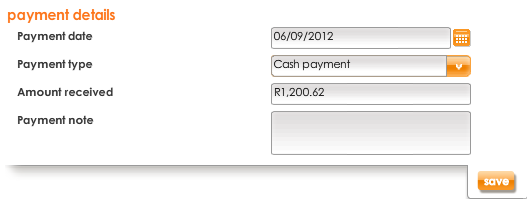 payment details
Payment date 06/09/2012
Payment type Cash payment
Amount received R1,200.62
Payment note
save